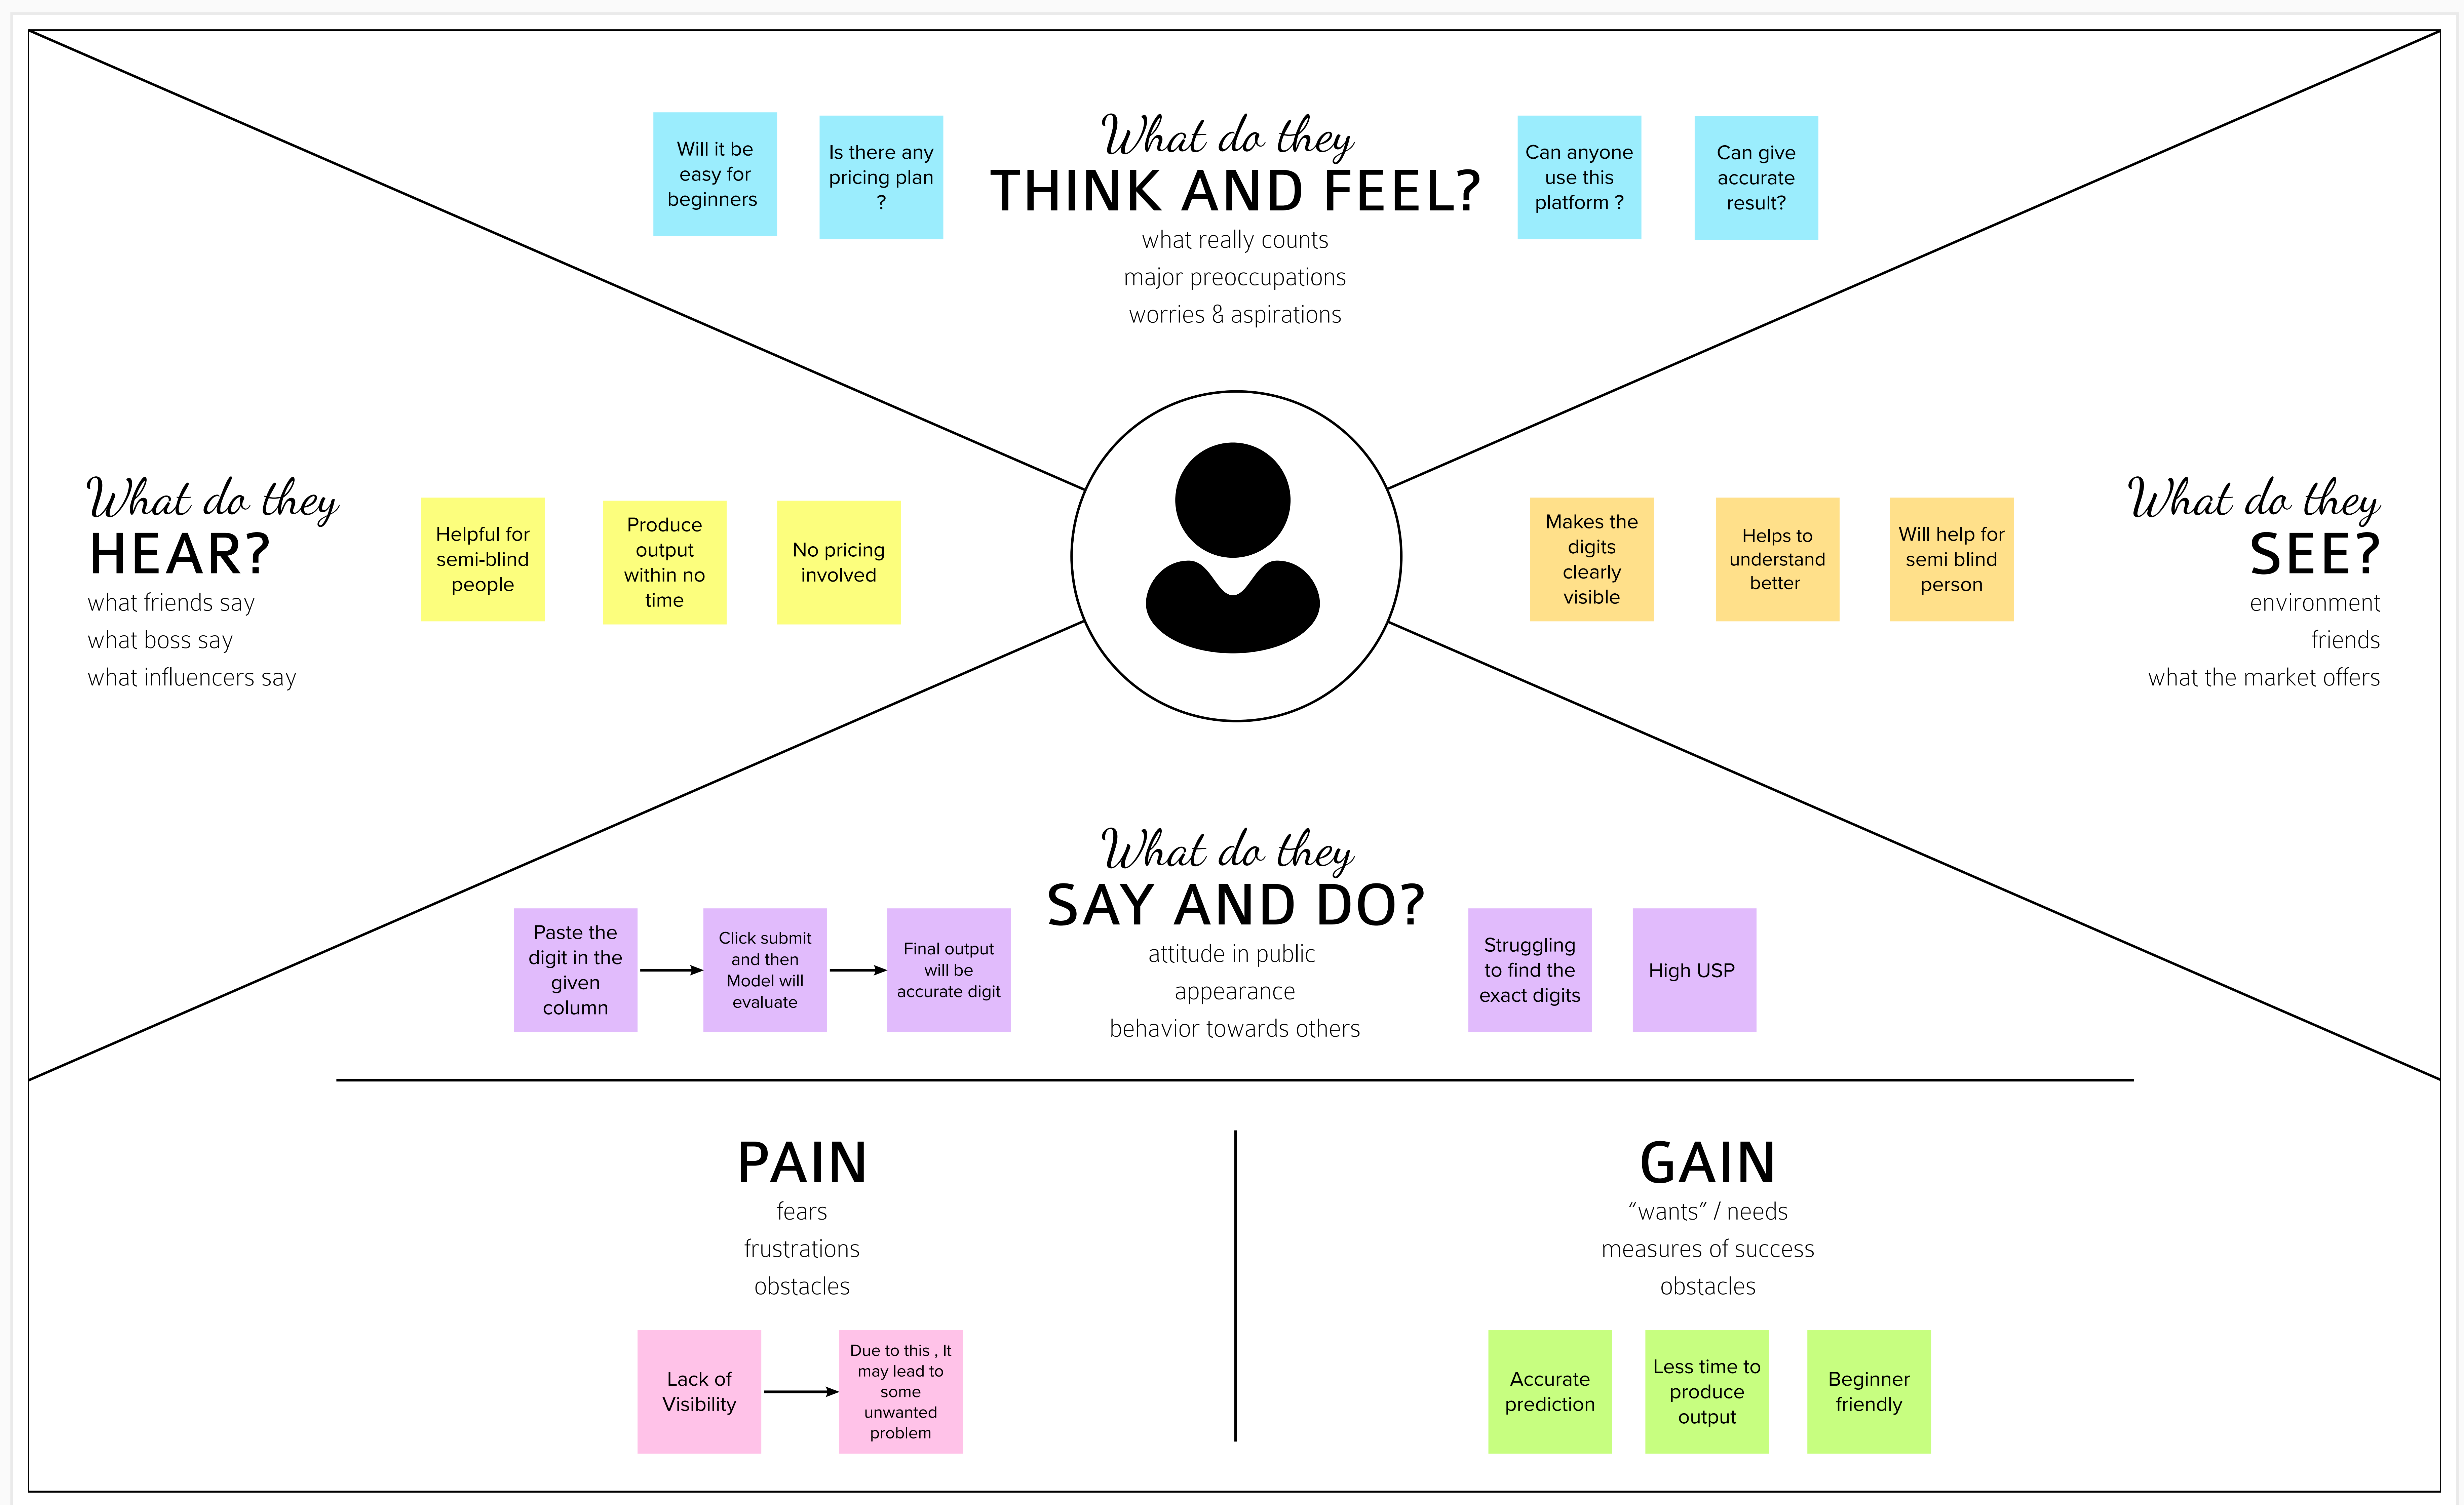 Will it be
easy for
beginners
Is there any
pricing plan
?
What do they
THINK AND FEEL?
what really counts
major preoccupations
worries & aspirations
Can anyone
use this
platform ?
Can give
accurate
result?
What do they
HEAR?
what friends say
what boss say
what influencers say
Helpful for
semi-blind
people
Produce
output
within no
time
No pricing
involved
Makes the
digits
clearly
visible
Helps to
understand
better
Will help for
semi blind
person
What do they
SEE?
environment
friends
what the market offers
What do they
SAY AND DO?
attitude in public
appearance
behavior towards others
Paste the
digit in the
given
column
Click submit
and then
Model will
evaluate
Final output
will be
accurate digit
Struggling
to find the
exact digits
High USP
PAIN
fears
frustrations
obstacles
Lack of
Visibility
Due to this , It
may lead to
some
unwanted
problem
GAIN
“wants” / needs
measures of success
obstacles
Accurate
prediction
Less time to
produce
output
Beginner
friendly